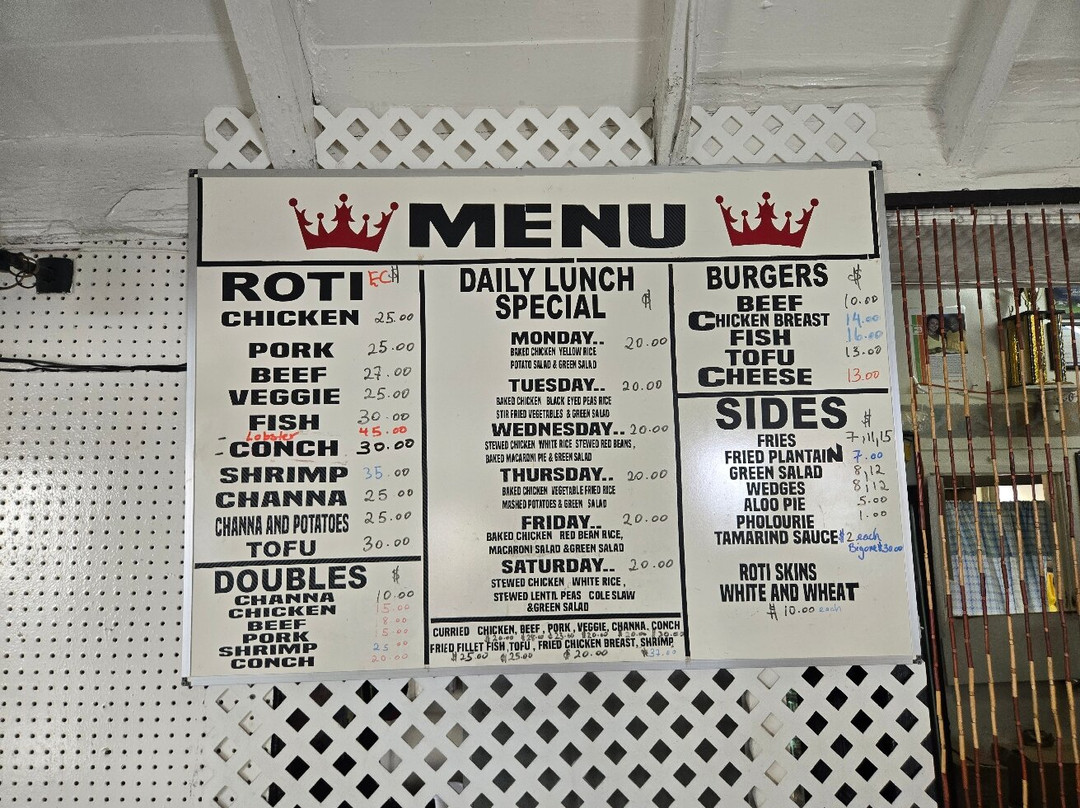 MENU
ROTI EC$
CHICKEN 25.00
PORK 25.00
BEEF 27.00
VEGGIE 25.00
FISH 30.00
- Lobster 45.00
- CONCH 30.00
SHRIMP 35.00
CHANNA 25 00
CHANNA AND POTATOES 25.00
TOFU 30.00
DOUBLES $
CHANNA 10.00
CHICKEN 5.00
BEEF 8.00
PORK 5.00
SHRIMP 25 00
CONCH 20.00
DAILY LUNCH
SPECIAL $
MONDAY.. 20.00
BAKED CHICKEN YELLOW RICE
POTATO SALAD & GREEN SALAD
TUESDAY.. 20.00
BAKED CHICKEN BLACK EYED PEAS RICE
STIR FRIED VEGETABLES & GREEN SALAD
WEDNESDAY.. 20.00
STEWED CHICKEN WHITE RICE STEWED RED BEANS,
BAKED MACARONI PIE & GREEN SALAD
THURSDAY.. 20.00
BAKED CHICKEN VEGETABLE FRIED RICE
MASHED POTATOES & GREEN SALAD
FRIDAY.. 20.00
BAKED CHICKEN RED BEAN RICE,
MACARONI SALAD & GREEN SALAD
SATURDAY.. 20.00
STEWED CHICKEN WHITE RICE,
STEWED LENTIL PEAS COLE SLAW
& GREEN SALAD
CURRIED CHICKEN, BEEF, PORK, VEGGIE, CHANNA, CONCH
FRIED FILLET FISH, TOFU, FRIED CHICKEN BREAST, SHRIMP
$25.00 $25.00 $20.00
BURGERS $
BEEF 10.00
CHICKEN BREAST 14.00
FISH 16.00
TOFU 13.00
CHEESE 13.00
SIDES $
FRIES 7,11,15
FRIED PLANTAIN 7.00
GREEN SALAD 8,12
WEDGES 8,12
ALOO PIE 5.00
PHOLOURIE 1.00
TAMARIND SAUCE $2 each
$30.00
ROTI SKINS
WHITE AND WHEAT
$10.00 each